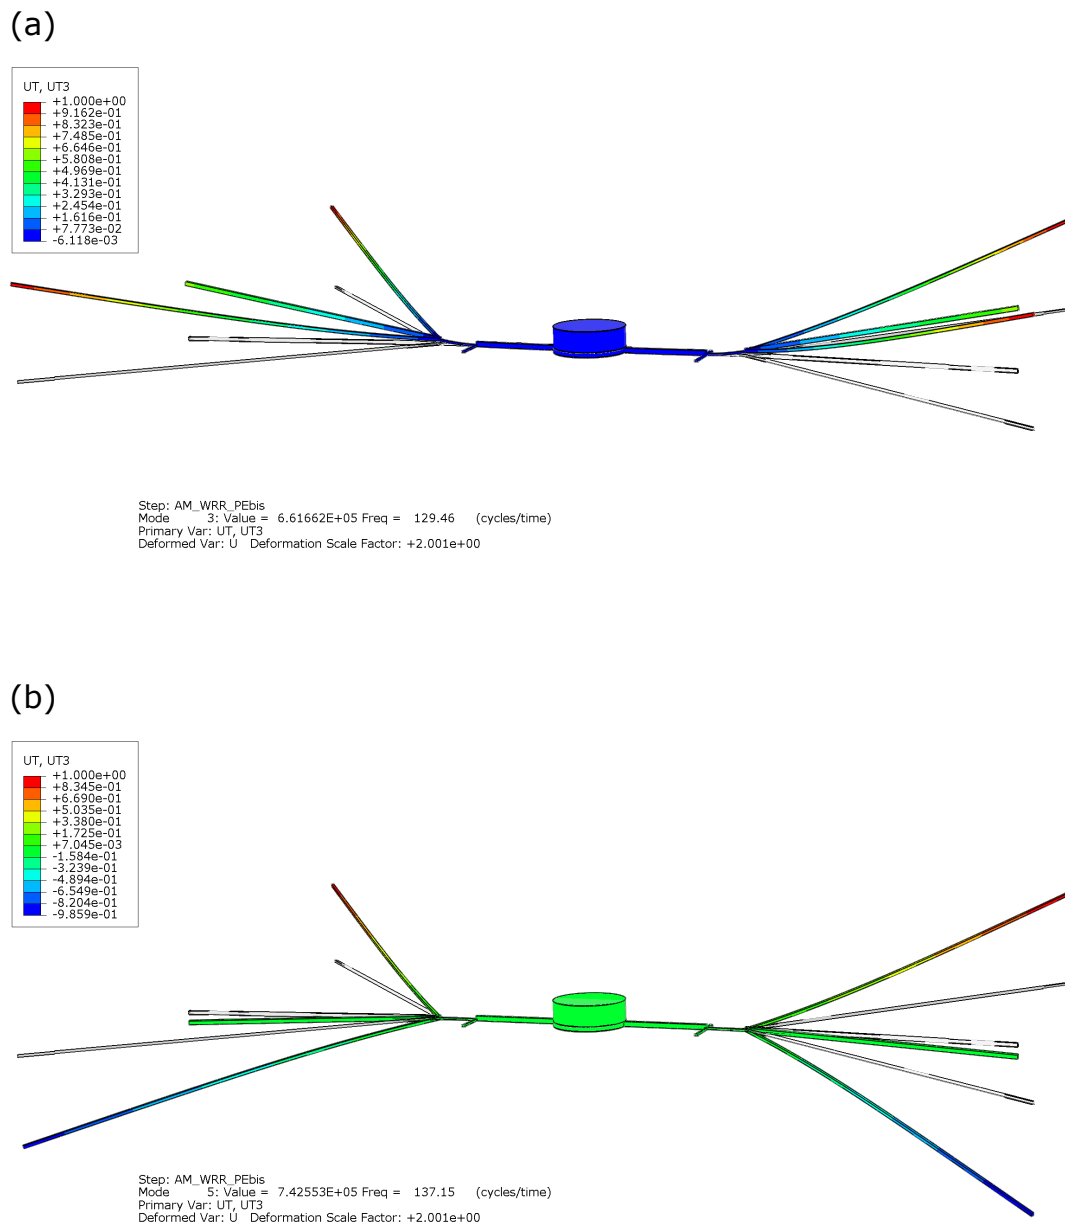 (a)
UT, UT3
+1.000e+00
+9.162e-01
+8.323e-01
+7.485e-01
+6.646e-01
+5.808e-01
+4.969e-01
+4.131e-01
+3.293e-01
+2.454e-01
+1.616e-01
+7.773e-02
-6.118e-03
Step: AM_WRR_PEbis
Mode 3: Value = 6.61662E+05 Freq = 129.46 (cycles/time)
Primary Var: UT, UT3
Deformed Var: U Deformation Scale Factor: +2.001e+00
(b)
UT, UT3
+1.000e+00
+8.345e-01
+6.690e-01
+5.035e-01
+3.380e-01
+1.725e-01
+7.045e-03
-1.584e-01
-3.239e-01
-4.894e-01
-6.549e-01
-8.204e-01
-9.859e-01
Step: AM_WRR_PEbis
Mode 5: Value = 7.42553E+05 Freq = 137.15 (cycles/time)
Primary Var: UT, UT3
Deformed Var: U Deformation Scale Factor: +2.001e+00